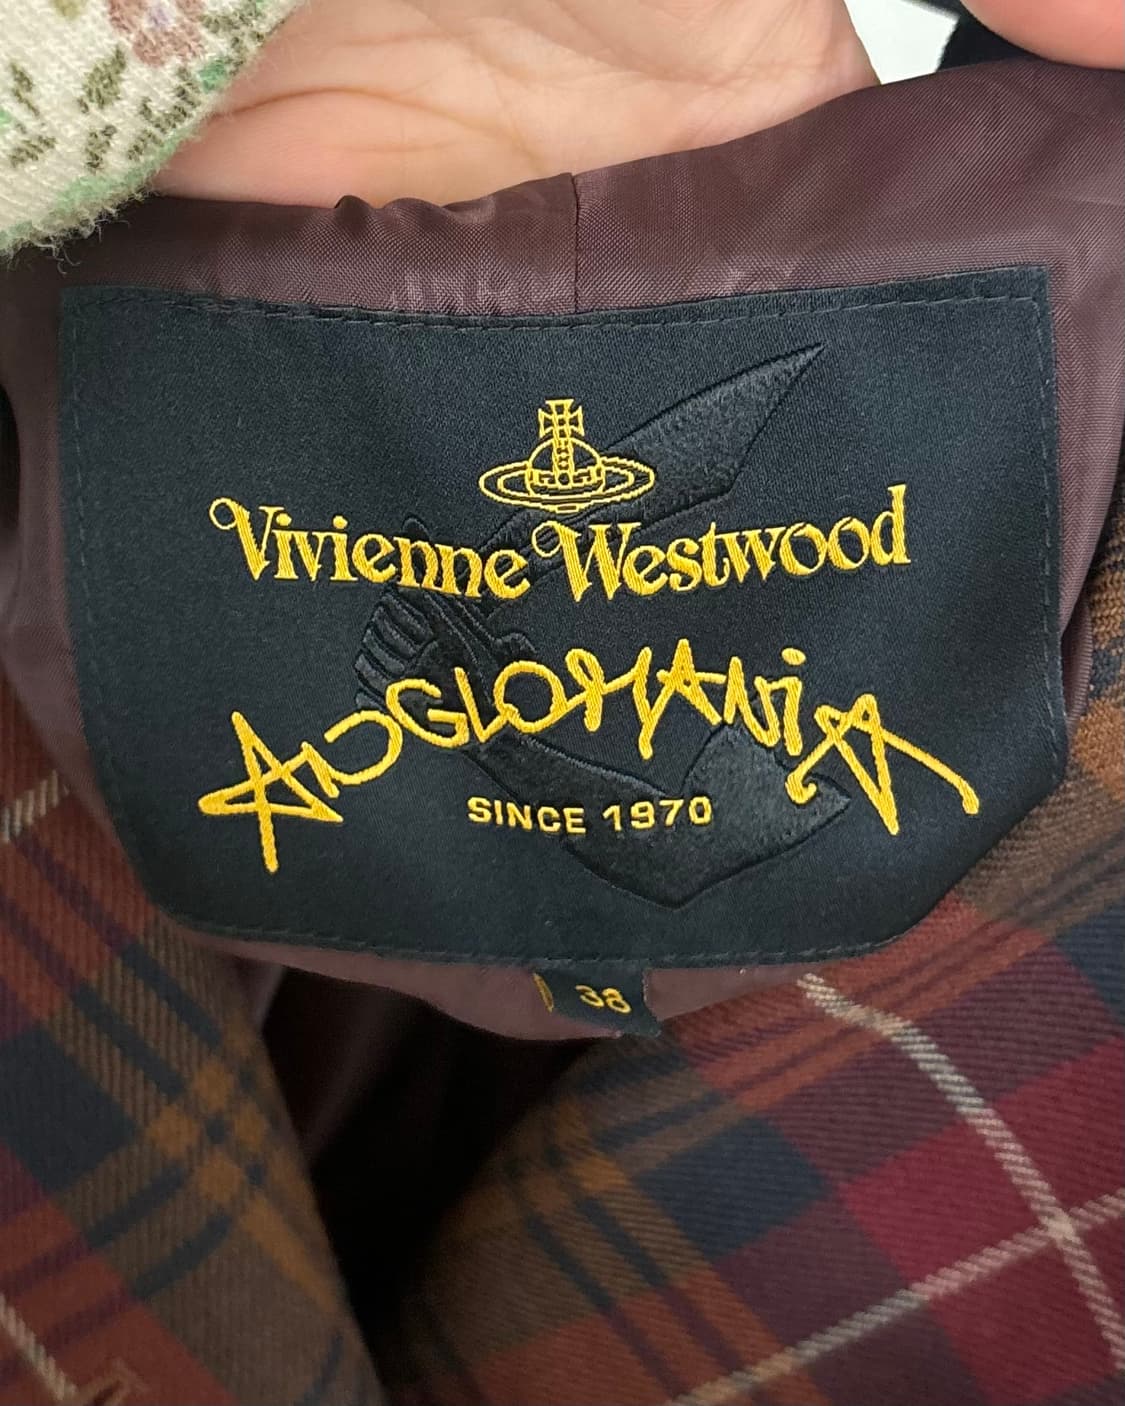 Vivienne Westwood
ANGLOMANiA
SINCE 1970
38